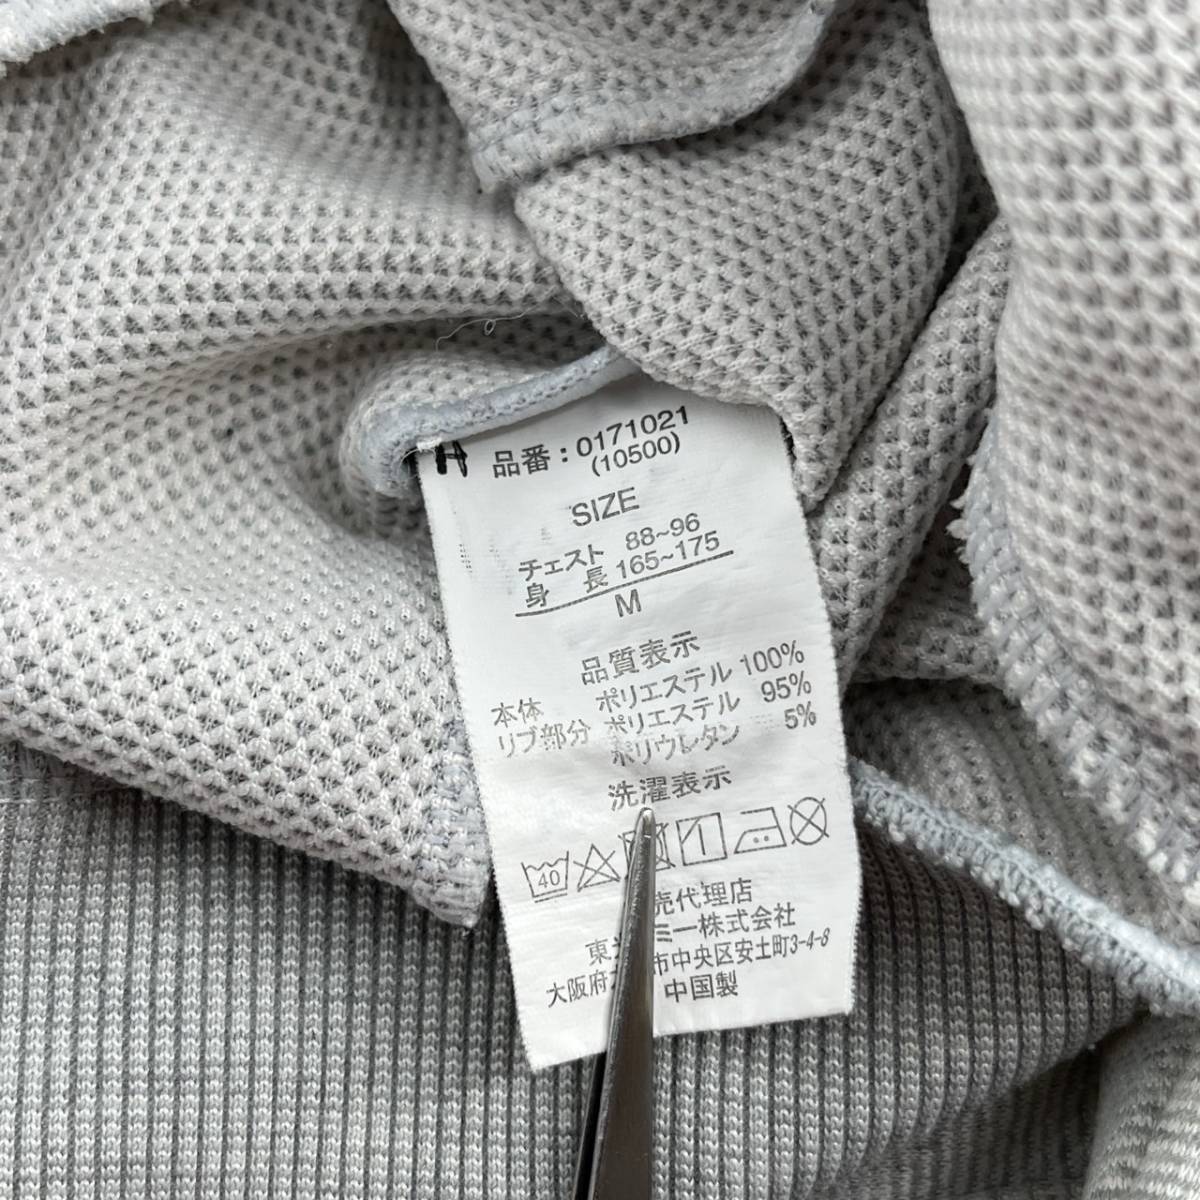 品番：0171021
(10500)
SIZE
チェスト 88~96
身 長 165~175
M
品質表示
本体 ポリエステル 100%
リブ部分 ポリエステル 95%
ポリウレタン 5%
洗濯表示
40
売代理店
東 ミー株式会社
大阪府 市中央区安土町3-4-8
中国製